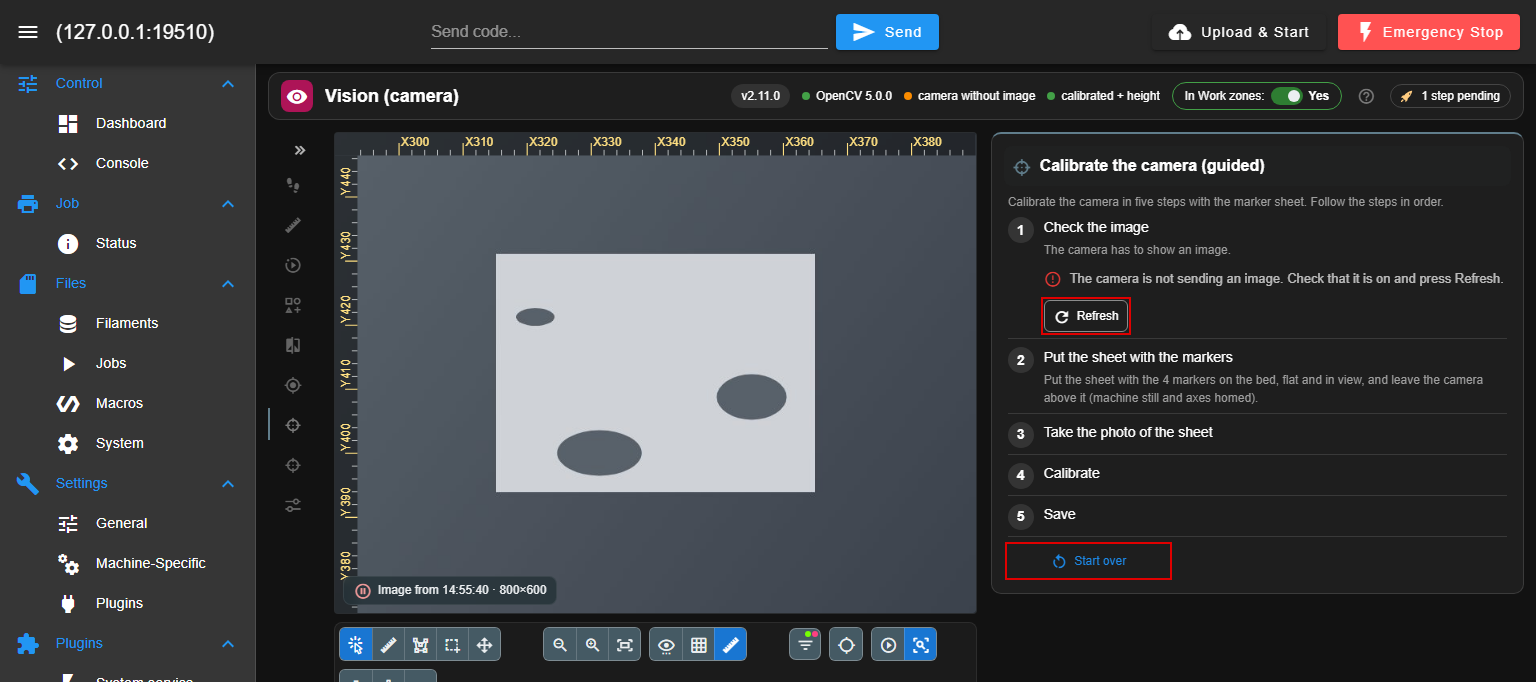 (127.0.0.1:19510)
Send code...
Send
Upload & Start
Emergency Stop
Control
Dashboard
Console
Job
Status
Files
Filaments
Jobs
Macros
System
Settings
General
Machine-Specific
Plugins
Plugins
System service
Vision (camera)
v2.11.0
OpenCV 5.0.0
camera without image
calibrated + height
In Work zones:
Yes
1 step pending
X300
X310
X320
X330
X340
X350
X360
X370
X380
Y440
Y430
Y420
Y410
Y400
Y390
Y380
Image from 14:55:40 · 800×600
Calibrate the camera (guided)
Calibrate the camera in five steps with the marker sheet. Follow the steps in order.
1
Check the image
The camera has to show an image.
The camera is not sending an image. Check that it is on and press Refresh.
Refresh
2
Put the sheet with the markers
Put the sheet with the 4 markers on the bed, flat and in view, and leave the camera
above it (machine still and axes homed).
3
Take the photo of the sheet
4
Calibrate
5
Save
Start over